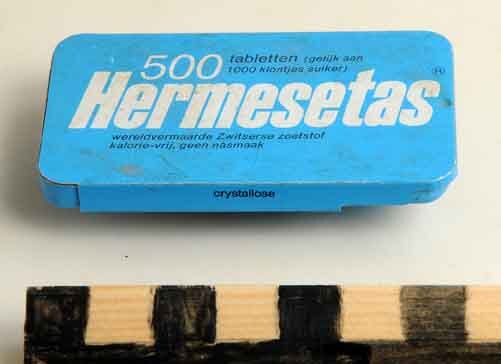 500 tabletten (gelijk aan
1000 klontjes suiker)
Hermesetas®
wereldvermaarde Zwitserse zoetstof
kalorie-vrij, geen nasmaak
crystallose